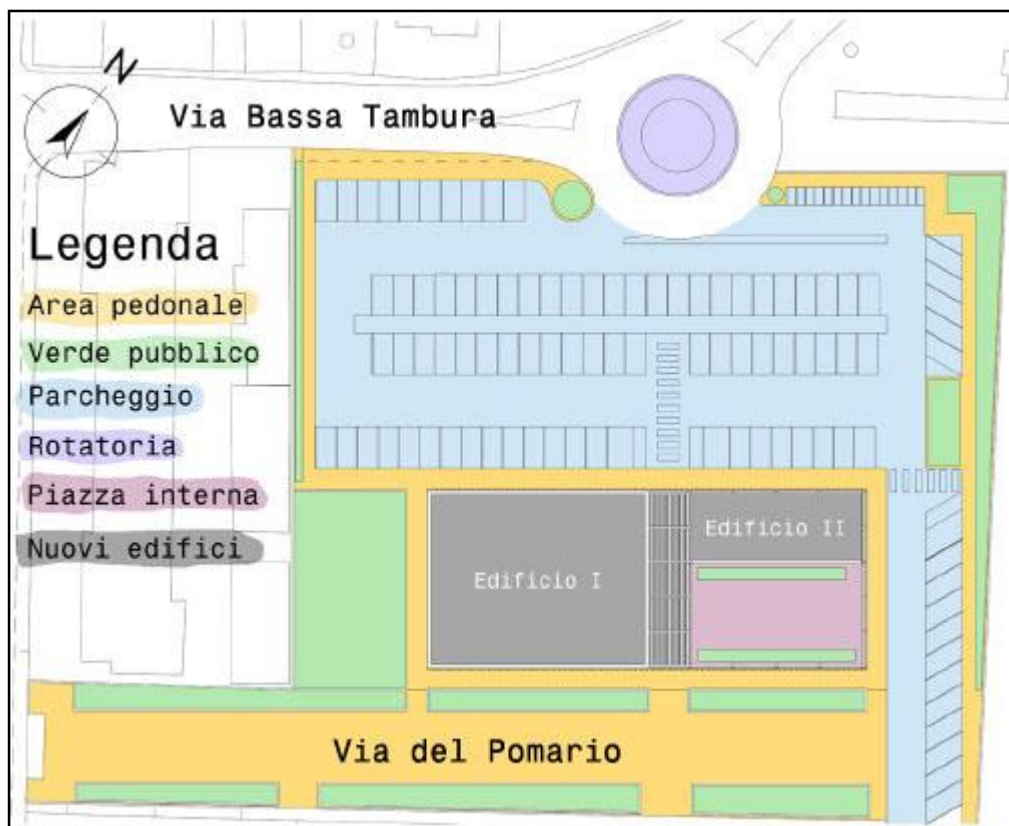 N
Via Bassa Tambura
Legenda
Area pedonale
Verde pubblico
Parcheggio
Rotatoria
Piazza interna
Nuovi edifici
Edificio II
Edificio I
Via del Pomario